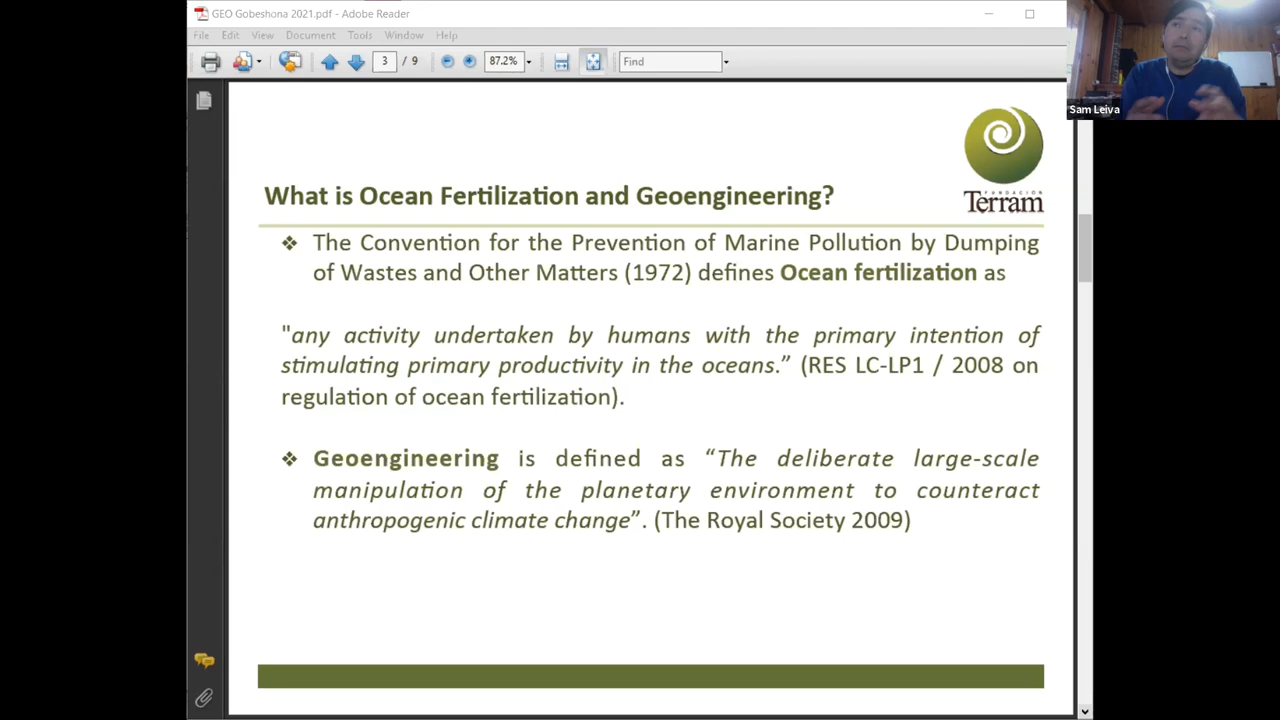 GEO Gobeshona 2021.pdf - Adobe Reader
File Edit View Document Tools Window Help
3 / 9 87.2% Find
Sam Leiva
FUNDACIÓN
Terram
What is Ocean Fertilization and Geoengineering?
The Convention for the Prevention of Marine Pollution by Dumping
of Wastes and Other Matters (1972) defines Ocean fertilization as
"any activity undertaken by humans with the primary intention of
stimulating primary productivity in the oceans.” (RES LC-LP1 / 2008 on
regulation of ocean fertilization).
Geoengineering is defined as “The deliberate large-scale
manipulation of the planetary environment to counteract
anthropogenic climate change”. (The Royal Society 2009)